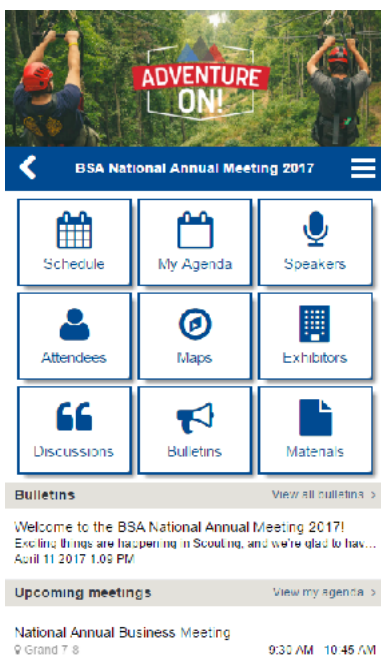 ADVENTURE
ON!
BSA National Annual Meeting 2017
Schedule
My Agenda
Speakers
Attendees
Maps
Exhibitors
Discussions
Bulletins
Materials
Bulletins View all bulletins >
Welcome to the BSA National Annual Meeting 2017!
Exciting things are happening in Scouting, and we're glad to hav...
April 11 2017 1:09 PM
Upcoming meetings View my agenda >
National Annual Business Meeting
Grand 7-8 9:30 AM - 10:45 AM